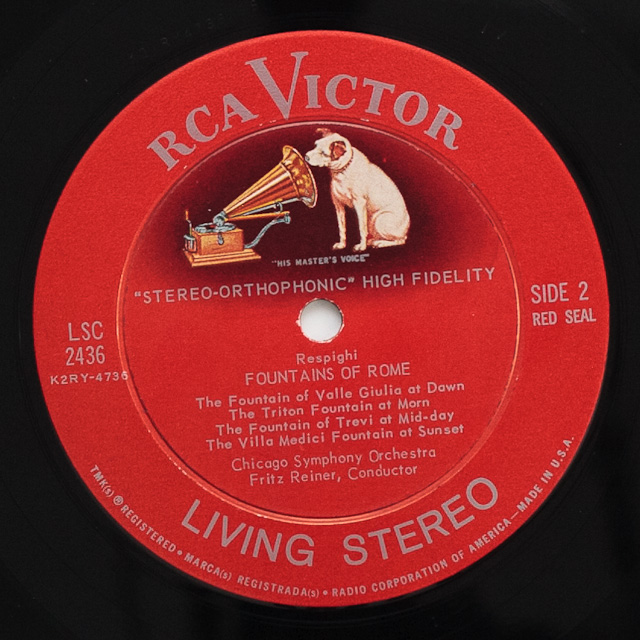 RCA VICTOR
"HIS MASTER'S VOICE"
"STEREO-ORTHOPHONIC" HIGH FIDELITY
LSC
2436
K2RY-4736
SIDE 2
RED SEAL
Respighi
FOUNTAINS OF ROME
The Fountain of Valle Giulia at Dawn
The Triton Fountain at Morn
The Fountain of Trevi at Mid-day
The Villa Medici Fountain at Sunset
Chicago Symphony Orchestra
Fritz Reiner, Conductor
LIVING STEREO
TMK(s) ® REGISTERED • MARCA(s) REGISTRADA(s) • RADIO CORPORATION OF AMERICA—MADE IN U.S.A.